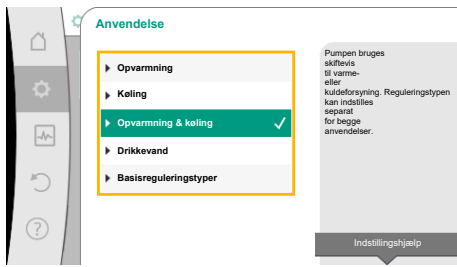 Anvendelse
Opvarmning
Køling
Opvarmning & køling
Drikkevand
Basisreguleringstyper
Pumpen bruges
skiftevis
til varme-
eller
kuldeforsyning. Reguleringstypen
kan indstilles
separat
for begge
anvendelser.
Indstillingshjælp